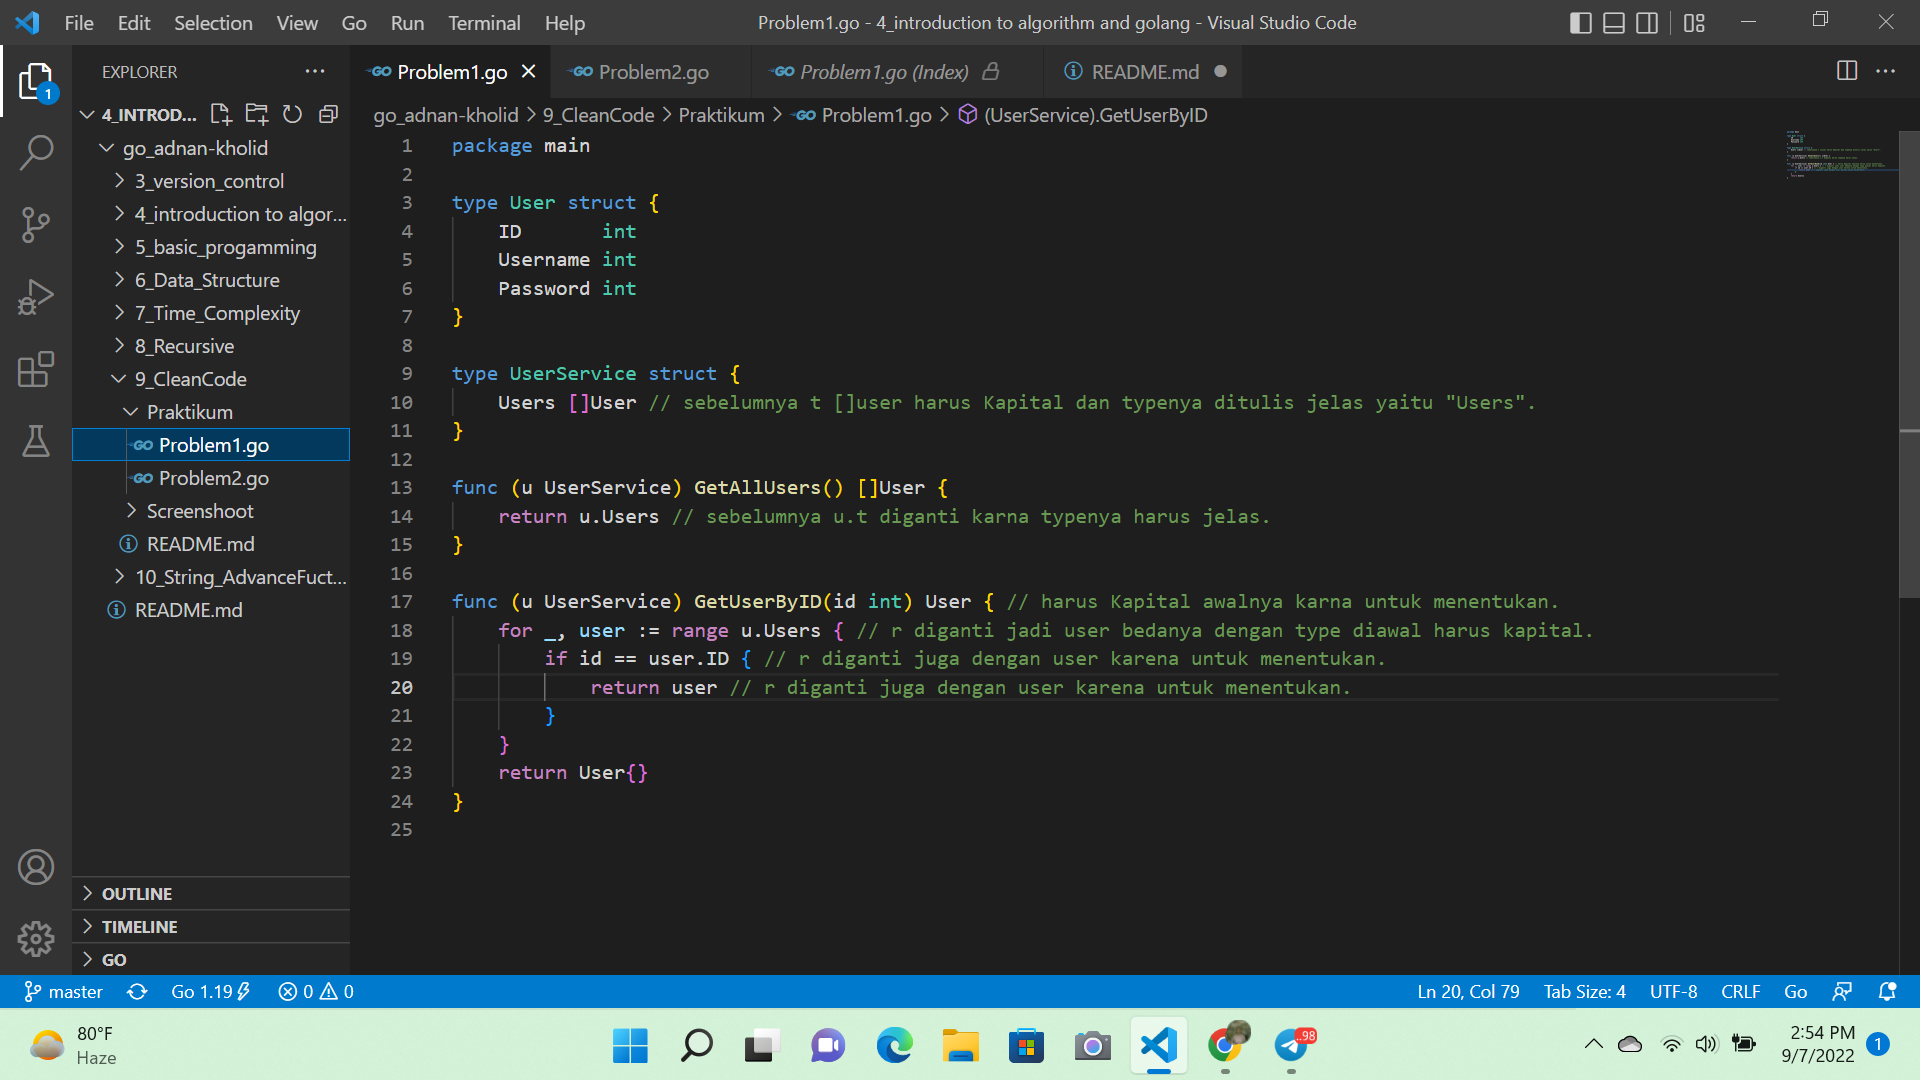 File Edit Selection View Go Run Terminal Help
Problem1.go - 4_introduction to algorithm and golang - Visual Studio Code
EXPLORER
Problem1.go
Problem2.go
Problem1.go (Index)
README.md
4_INTROD...
go_adnan-kholid > 9_CleanCode > Praktikum > Problem1.go > (UserService).GetUserByID
go_adnan-kholid
3_version_control
4_introduction to algor...
5_basic_progamming
6_Data_Structure
7_Time_Complexity
8_Recursive
9_CleanCode
Praktikum
Problem1.go
Problem2.go
Screenshoot
README.md
10_String_AdvanceFuct...
README.md
OUTLINE
TIMELINE
GO
1 package main
2
3 type User struct {
4 ID int
5 Username int
6 Password int
7 }
8
9 type UserService struct {
10 Users []User // sebelumnya t []user harus Kapital dan typenya ditulis jelas yaitu "Users".
11 }
12
13 func (u UserService) GetAllUsers() []User {
14 return u.Users // sebelumnya u.t diganti karna typenya harus jelas.
15 }
16
17 func (u UserService) GetUserByID(id int) User { // harus Kapital awalnya karna untuk menentukan.
18 for _, user := range u.Users { // r diganti jadi user bedanya dengan type diawal harus kapital.
19 if id == user.ID { // r diganti juga dengan user karena untuk menentukan.
20 return user // r diganti juga dengan user karena untuk menentukan.
21 }
22 }
23 return User{}
24 }
25
1
master
Go 1.19
0 0
Ln 20, Col 79
Tab Size: 4
UTF-8
CRLF
Go
80°F
Haze
98
2:54 PM
9/7/2022
1